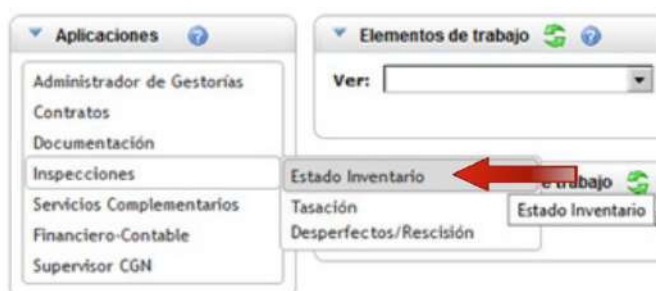 Aplicaciones
Elementos de trabajo
Ver:
Administrador de Gestorías
Contratos
Documentación
Inspecciones
Servicios Complementarios
Financiero-Contable
Supervisor CGN
Estado Inventario
Tasación
Desperfectos/Rescisión
e trabajo
Estado Inventario